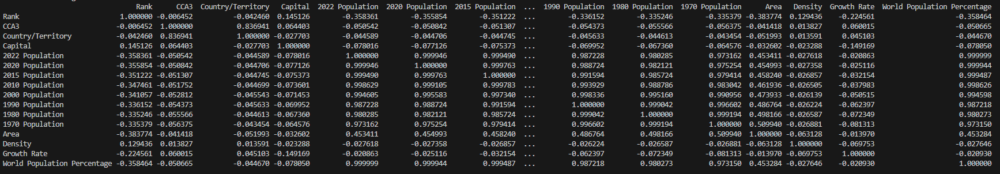 Rank CCA3 Country/Territory Capital 2022 Population 2020 Population 2015 Population ... 1990 Population 1980 Population 1970 Population Area Density Growth Rate World Population Percentage
Rank 1.000000 -0.006452 -0.042460 0.145126 -0.358361 -0.355854 -0.351222 ... -0.336152 -0.335246 -0.335379 -0.383774 0.129436 -0.224561 -0.358464
CCA3 -0.006452 1.000000 0.836941 0.064403 -0.050542 -0.050842 -0.051307 ... -0.054373 -0.055566 -0.056375 -0.041418 0.013827 0.060015 -0.050665
Country/Territory -0.042460 0.836941 1.000000 -0.027703 -0.044589 -0.044706 -0.044745 ... -0.045633 -0.044613 -0.043454 -0.051993 0.013591 0.045103 -0.044670
Capital 0.145126 0.064403 -0.027703 1.000000 -0.078016 -0.077126 -0.075373 ... -0.069952 -0.067360 -0.064576 -0.032602 -0.023288 -0.149169 -0.078050
2022 Population -0.358361 -0.050542 -0.044589 -0.078016 1.000000 0.999946 0.999490 ... 0.987228 0.980285 0.973162 0.453411 -0.027618 -0.020863 0.999999
2020 Population -0.355854 -0.050842 -0.044706 -0.077126 0.999946 1.000000 0.999763 ... 0.988724 0.982121 0.975254 0.454993 -0.027358 -0.025116 0.999944
2015 Population -0.351222 -0.051307 -0.044745 -0.075373 0.999490 0.999763 1.000000 ... 0.991594 0.985724 0.979414 0.458240 -0.026857 -0.032154 0.999487
2010 Population -0.347461 -0.051752 -0.044699 -0.073601 0.998629 0.999105 0.999783 ... 0.993929 0.988786 0.983042 0.461936 -0.026505 -0.037983 0.998626
2000 Population -0.341057 -0.052812 -0.045543 -0.071453 0.994605 0.995583 0.997340 ... 0.998336 0.995160 0.990956 0.473933 -0.026139 -0.050515 0.994598
1990 Population -0.336152 -0.054373 -0.045633 -0.069952 0.987228 0.988724 0.991594 ... 1.000000 0.999042 0.996602 0.486764 -0.026224 -0.062397 0.987218
1980 Population -0.335246 -0.055566 -0.044613 -0.067360 0.980285 0.982121 0.985724 ... 0.999042 1.000000 0.999194 0.498166 -0.026587 -0.072349 0.980273
1970 Population -0.335379 -0.056375 -0.043454 -0.064576 0.973162 0.975254 0.979414 ... 0.996602 0.999194 1.000000 0.509940 -0.026881 -0.081313 0.973150
Area -0.383774 -0.041418 -0.051993 -0.032602 0.453411 0.454993 0.458240 ... 0.486764 0.498166 0.509940 1.000000 -0.063128 -0.013970 0.453284
Density 0.129436 0.013827 0.013591 -0.023288 -0.027618 -0.027358 -0.026857 ... -0.026224 -0.026587 -0.026881 -0.063128 1.000000 -0.069753 -0.027646
Growth Rate -0.224561 0.060015 0.045103 -0.149169 -0.020863 -0.025116 -0.032154 ... -0.062397 -0.072349 -0.081313 -0.013970 -0.069753 1.000000 -0.020930
World Population Percentage -0.358464 -0.050665 -0.044670 -0.078050 0.999999 0.999944 0.999487 ... 0.987218 0.980273 0.973150 0.453284 -0.027646 -0.020930 1.000000